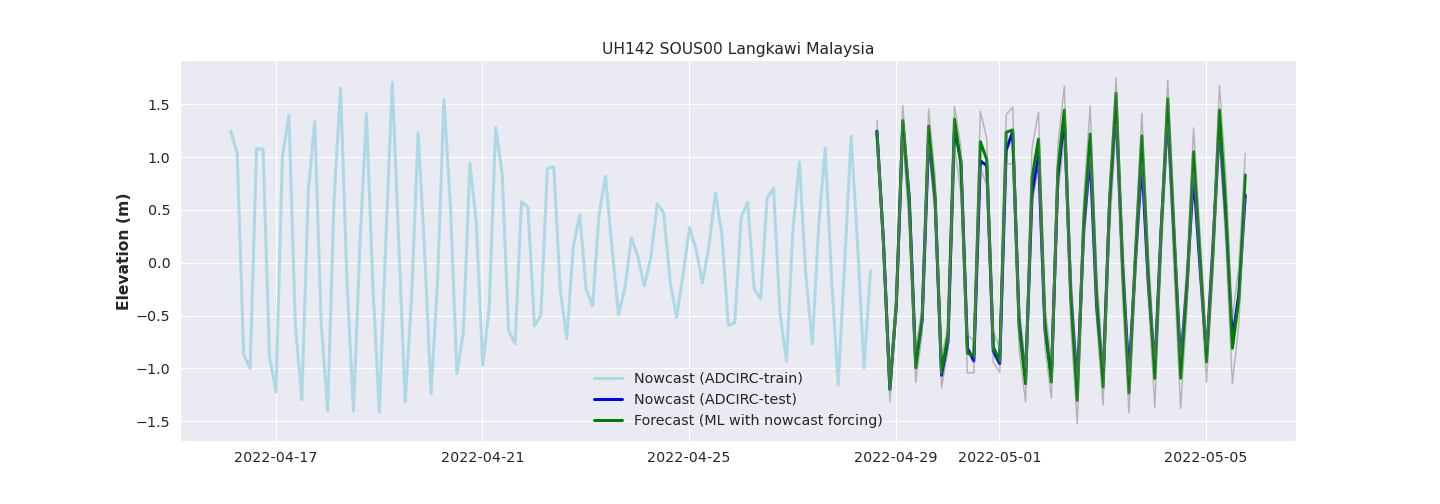 UH142 SOUS00 Langkawi Malaysia
Elevation (m)
1.5
1.0
0.5
0.0
−0.5
−1.0
−1.5
Nowcast (ADCIRC-train)
Nowcast (ADCIRC-test)
Forecast (ML with nowcast forcing)
2022-04-17 2022-04-21 2022-04-25 2022-04-29 2022-05-01 2022-05-05